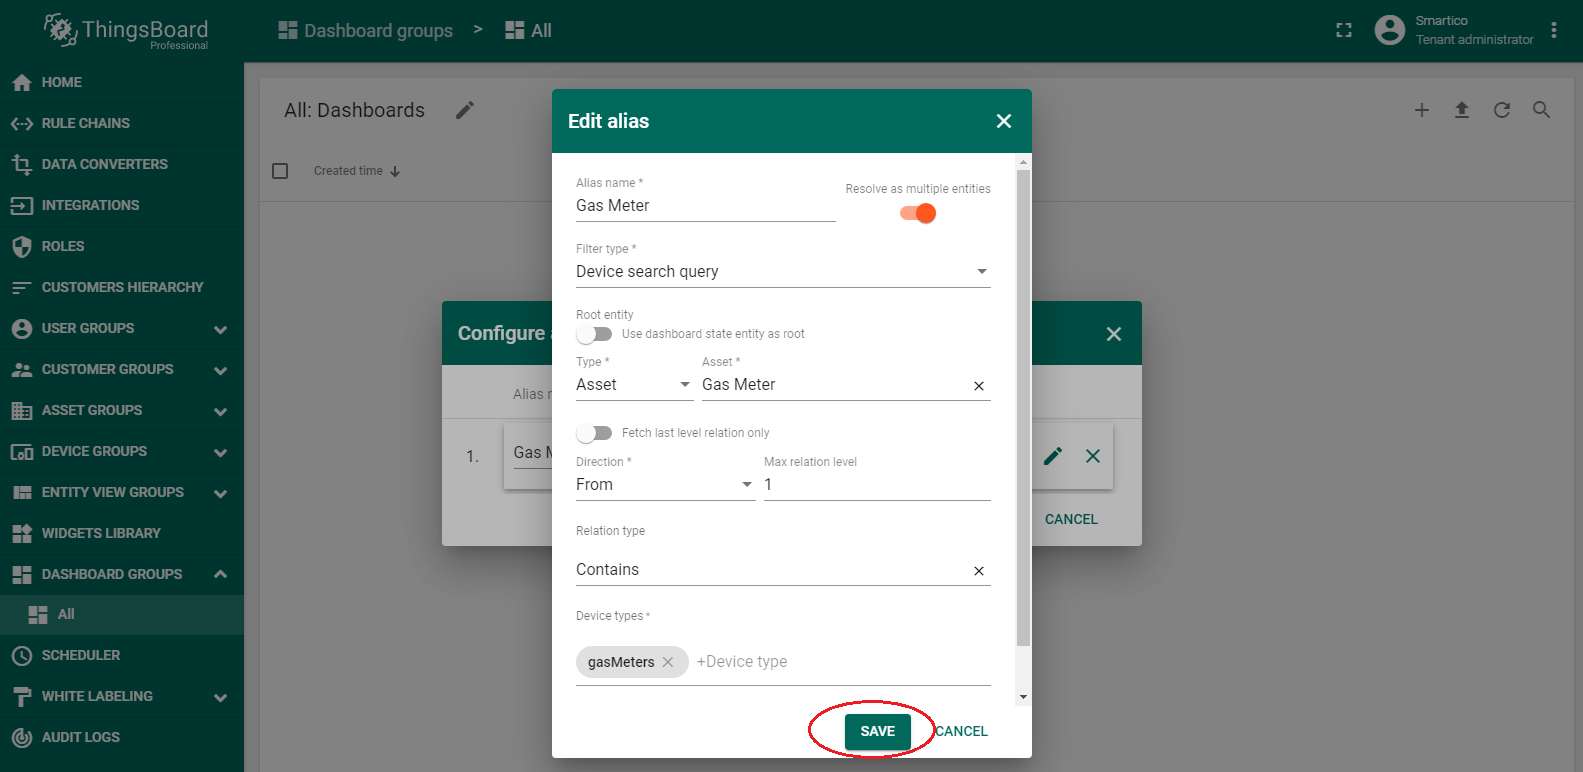 ThingsBoard
Professional
Dashboard groups > All
Smartico
Tenant administrator
HOME
RULE CHAINS
DATA CONVERTERS
INTEGRATIONS
ROLES
CUSTOMERS HIERARCHY
USER GROUPS
CUSTOMER GROUPS
ASSET GROUPS
DEVICE GROUPS
ENTITY VIEW GROUPS
WIDGETS LIBRARY
DASHBOARD GROUPS
All
SCHEDULER
WHITE LABELING
AUDIT LOGS
All: Dashboards
Created time
Configure
Alias
1. Gas
CANCEL
Edit alias
Alias name *
Gas Meter
Resolve as multiple entities
Filter type *
Device search query
Root entity
Use dashboard state entity as root
Type * Asset *
Asset Gas Meter
Fetch last level relation only
Direction * Max relation level
From 1
Relation type
Contains
Device types *
gasMeters +Device type
SAVE CANCEL